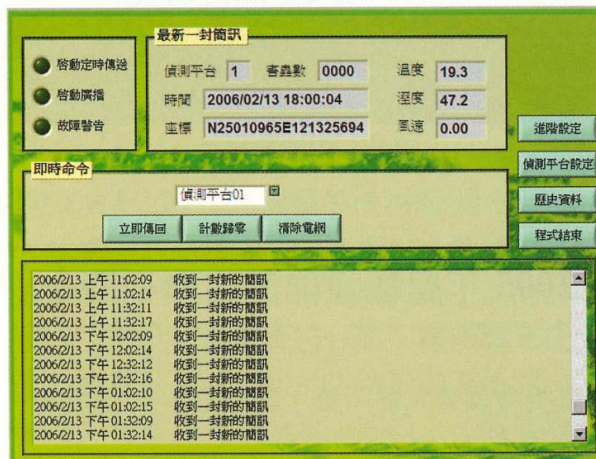 最新一封簡訊
啓動定時傳送
啓動廣播
故障警告
偵測平台 1 害蟲數 0000 溫度 19.3
時間 2006/02/13 18:00:04 溼度 47.2
座標 N25010965E121325694 風速 0.00
進階設定
偵測平台設定
歷史資料
程式結束
即時命令
偵測平台01
立即傳回 計數歸零 清除電網
2006/2/13 上午 11:02:09 收到一封新的簡訊
2006/2/13 上午 11:02:14 收到一封新的簡訊
2006/2/13 上午 11:32:11 收到一封新的簡訊
2006/2/13 上午 11:32:17 收到一封新的簡訊
2006/2/13 下午 12:02:09 收到一封新的簡訊
2006/2/13 下午 12:02:14 收到一封新的簡訊
2006/2/13 下午 12:32:12 收到一封新的簡訊
2006/2/13 下午 12:32:16 收到一封新的簡訊
2006/2/13 下午 01:02:10 收到一封新的簡訊
2006/2/13 下午 01:02:15 收到一封新的簡訊
2006/2/13 下午 01:32:09 收到一封新的簡訊
2006/2/13 下午 01:32:14 收到一封新的簡訊